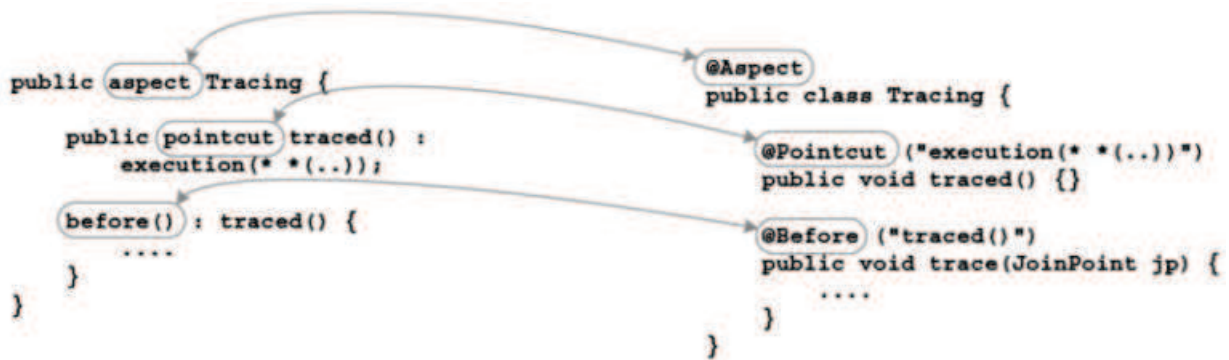 public aspect Tracing {
public pointcut traced() :
execution(* *(..));
before() : traced() {
....
}
}
@Aspect
public class Tracing {
@Pointcut ("execution(* *(..))")
public void traced() {}
@Before ("traced()")
public void trace(JoinPoint jp) {
....
}
}